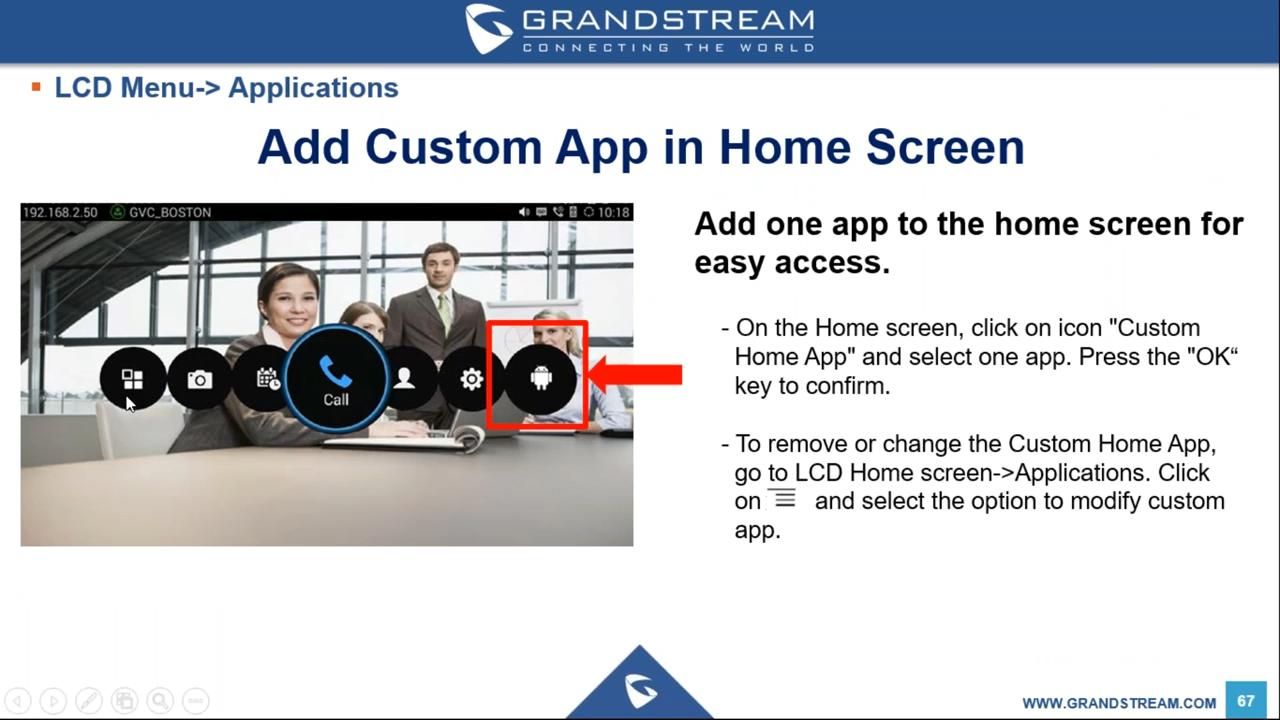 GRANDSTREAM
CONNECTING THE WORLD
LCD Menu-> Applications
Add Custom App in Home Screen
192.168.2.50 GVC_BOSTON 10:18
Call
Add one app to the home screen for
easy access.
- On the Home screen, click on icon "Custom
Home App" and select one app. Press the "OK“
key to confirm.
- To remove or change the Custom Home App,
go to LCD Home screen->Applications. Click
on and select the option to modify custom
app.
WWW.GRANDSTREAM.COM 67